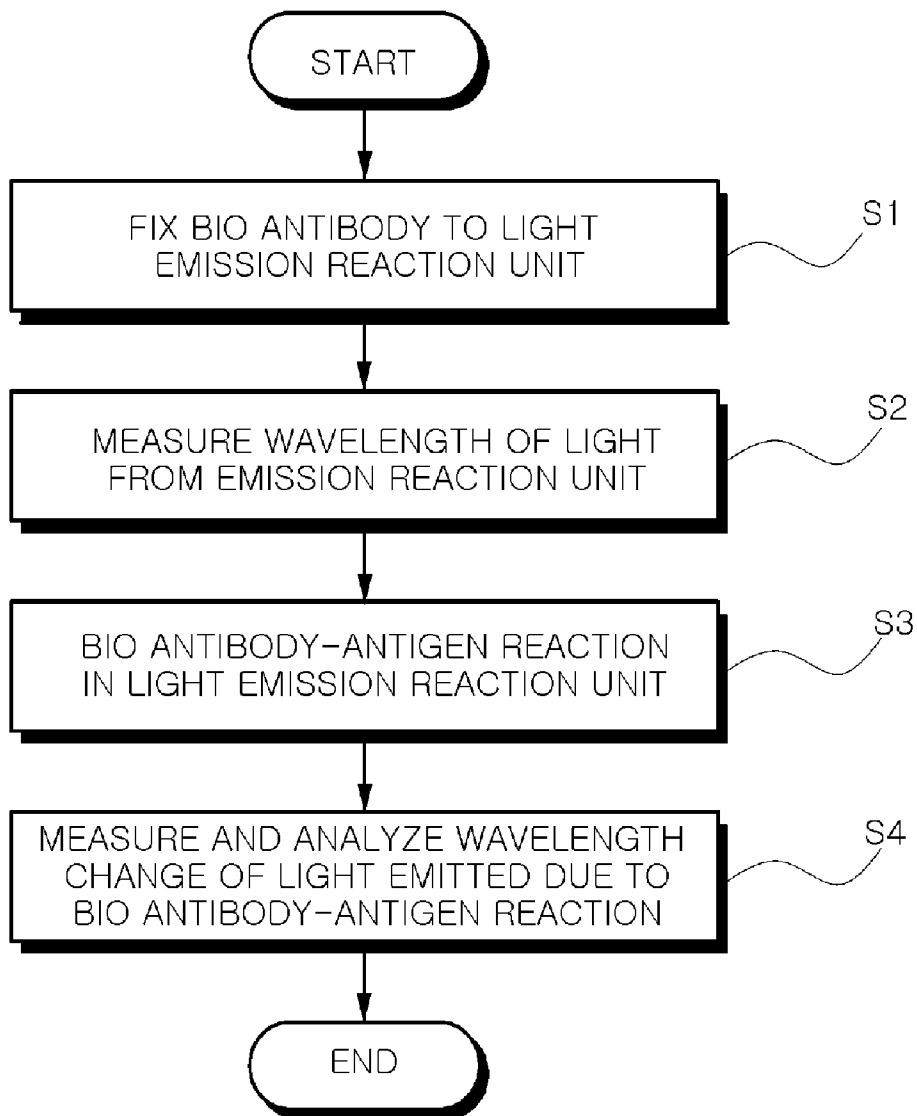 START
FIX BIO ANTIBODY TO LIGHT
EMISSION REACTION UNIT
S1
MEASURE WAVELENGTH OF LIGHT
FROM EMISSION REACTION UNIT
S2
BIO ANTIBODY-ANTIGEN REACTION
IN LIGHT EMISSION REACTION UNIT
S3
MEASURE AND ANALYZE WAVELENGTH
CHANGE OF LIGHT EMITTED DUE TO
BIO ANTIBODY-ANTIGEN REACTION
S4
END